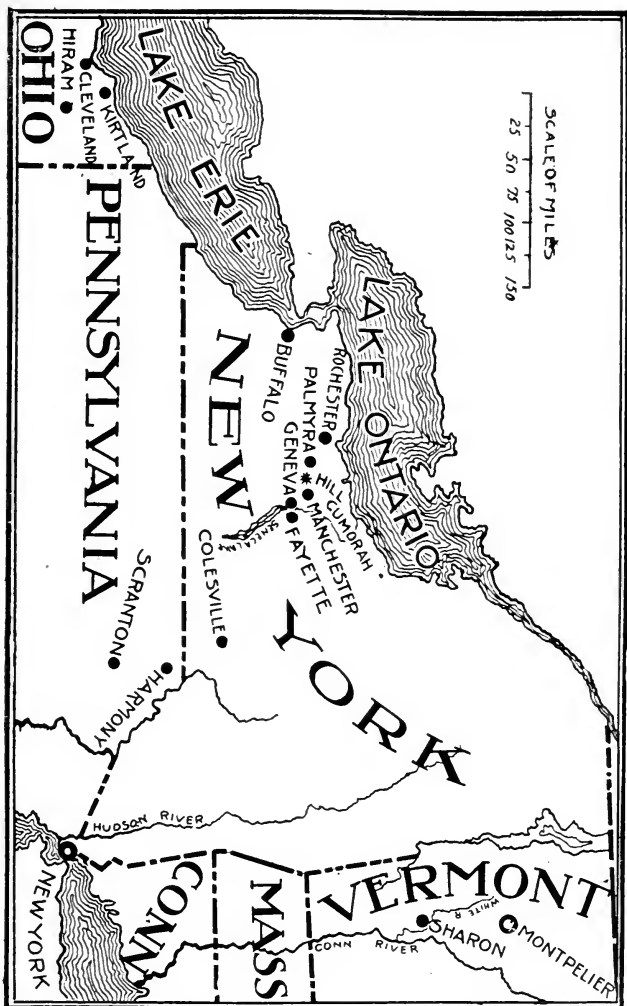 SCALE OF MILES
25 50 75 100 125 150
LAKE ERIE
LAKE ONTARIO
OHIO
HIRAM
CLEVELAND
KIRTLAND
PENNSYLVANIA
NEW YORK
BUFFALO
ROCHESTER
PALMYRA
HILL CUMORAH
MANCHESTER
GENEVA
FAYETTE
SENECA LAKE
COLESVILLE
SCRANTON
HARMONY
HUDSON RIVER
VERMONT
WHITE R
MONTPELIER
SHARON
CONN RIVER
MASS
CONN
NEW YORK